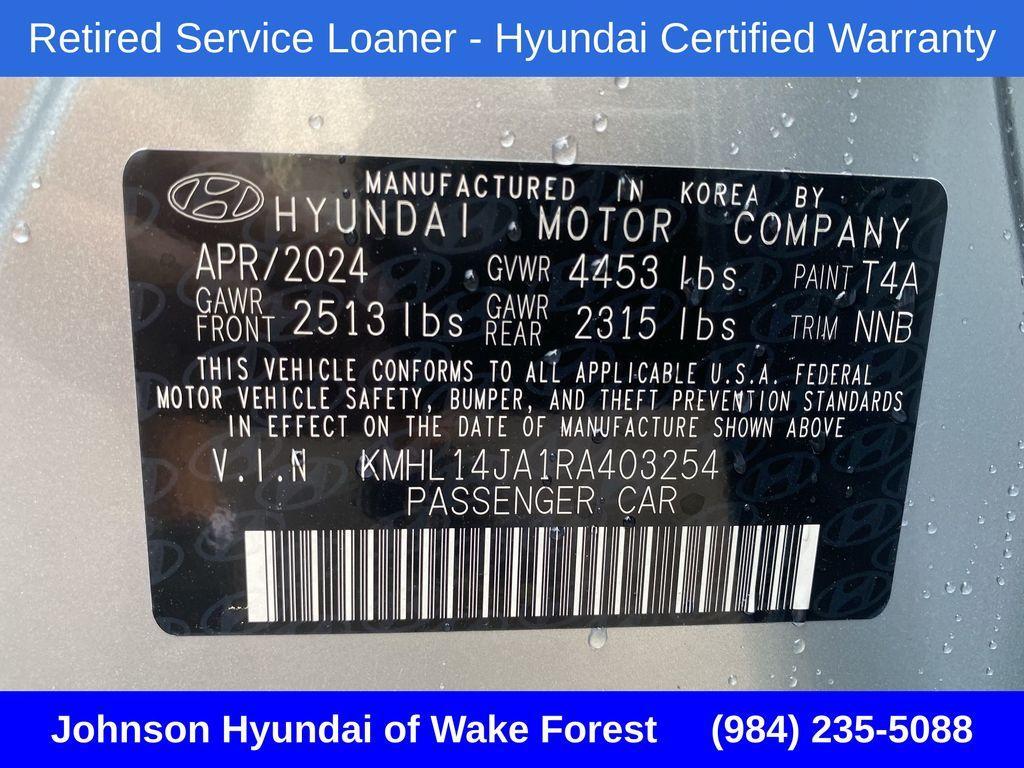 Retired Service Loaner - Hyundai Certified Warranty
MANUFACTURED IN KOREA BY
HYUNDAI MOTOR COMPANY
APR/2024 GVWR 4453 lbs. PAINT T4A
GAWR FRONT 2513 lbs GAWR REAR 2315 lbs TRIM NNB
THIS VEHICLE CONFORMS TO ALL APPLICABLE U.S.A. FEDERAL
MOTOR VEHICLE SAFETY, BUMPER, AND THEFT PREVENTION STANDARDS
IN EFFECT ON THE DATE OF MANUFACTURE SHOWN ABOVE
V.I.N KMHL14JA1RA403254
PASSENGER CAR
Johnson Hyundai of Wake Forest (984) 235-5088